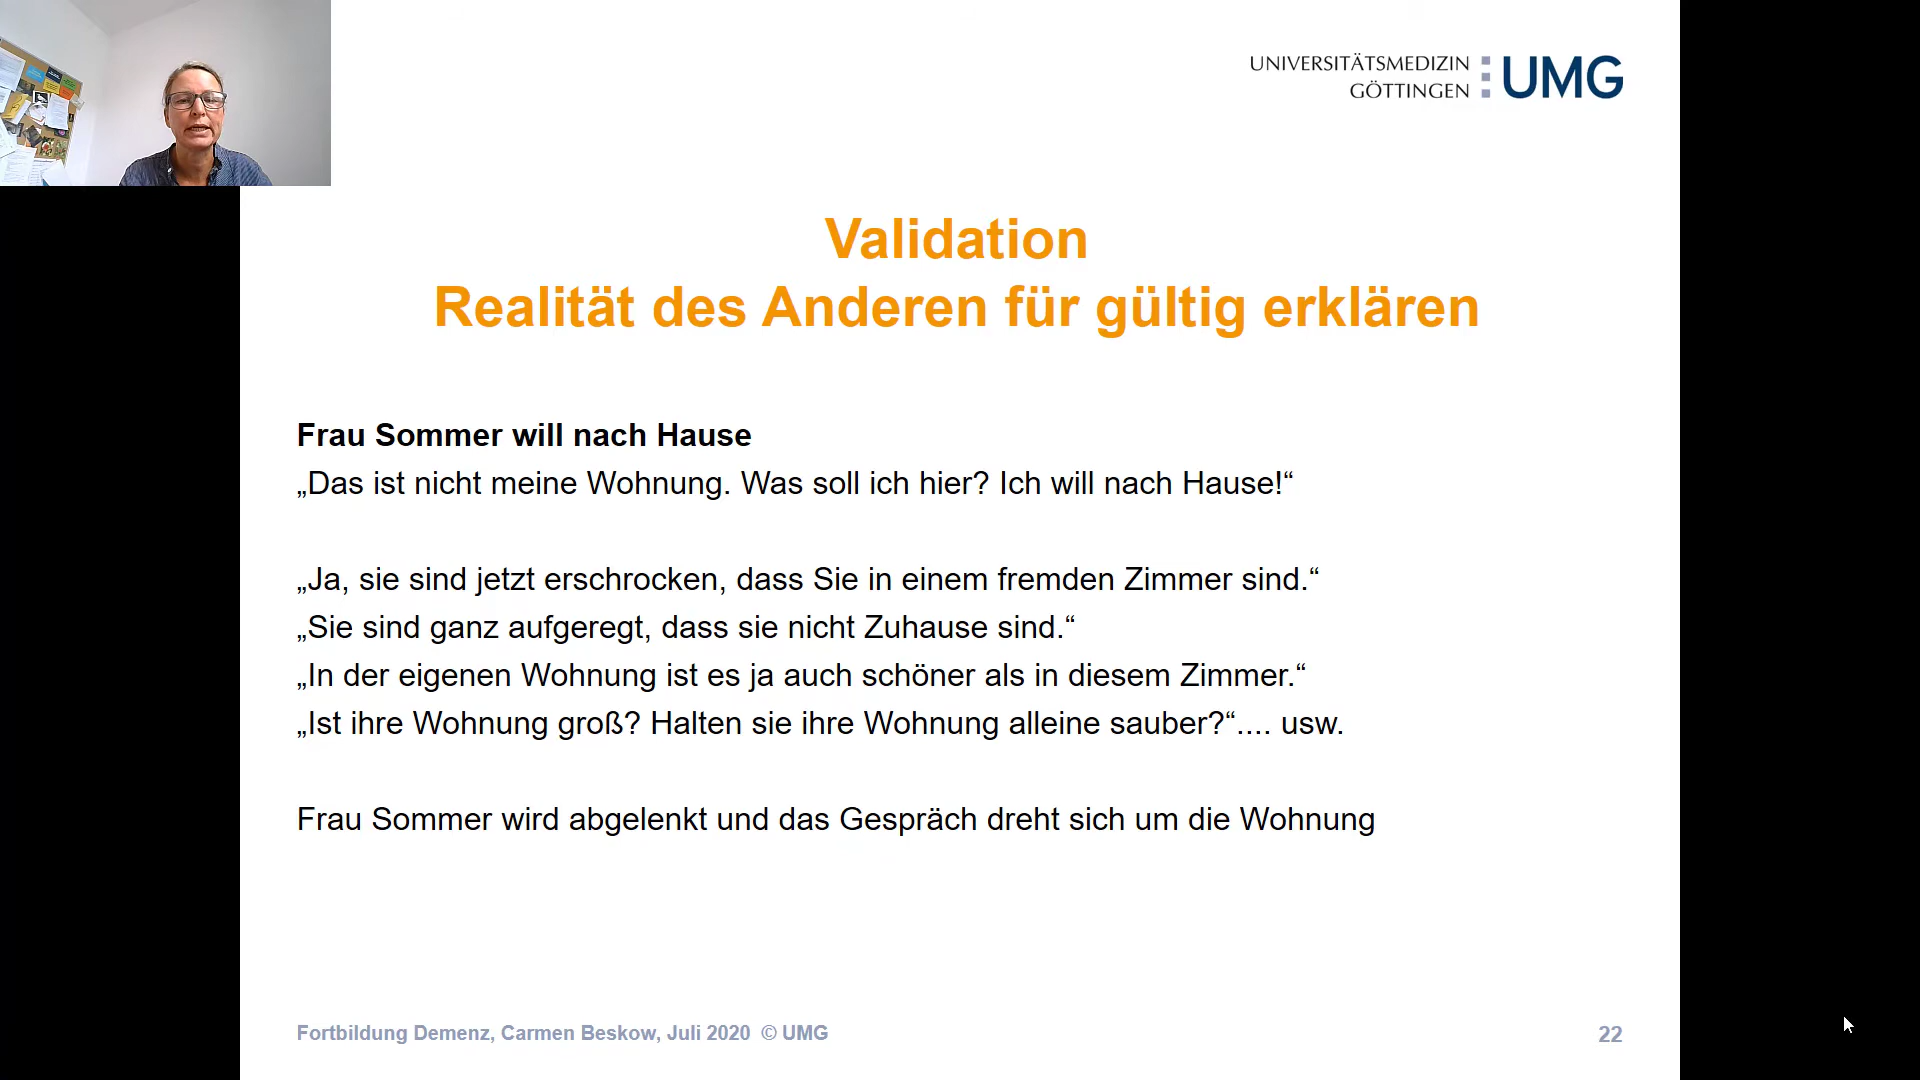 UNIVERSITÄTSMEDIZIN
GÖTTINGEN
UMG
Validation
Realität des Anderen für gültig erklären
Frau Sommer will nach Hause
„Das ist nicht meine Wohnung. Was soll ich hier? Ich will nach Hause!“
„Ja, sie sind jetzt erschrocken, dass Sie in einem fremden Zimmer sind.“
„Sie sind ganz aufgeregt, dass sie nicht Zuhause sind.“
„In der eigenen Wohnung ist es ja auch schöner als in diesem Zimmer.“
„Ist ihre Wohnung groß? Halten sie ihre Wohnung alleine sauber?“.... usw.
Frau Sommer wird abgelenkt und das Gespräch dreht sich um die Wohnung
Fortbildung Demenz, Carmen Beskow, Juli 2020 © UMG
22